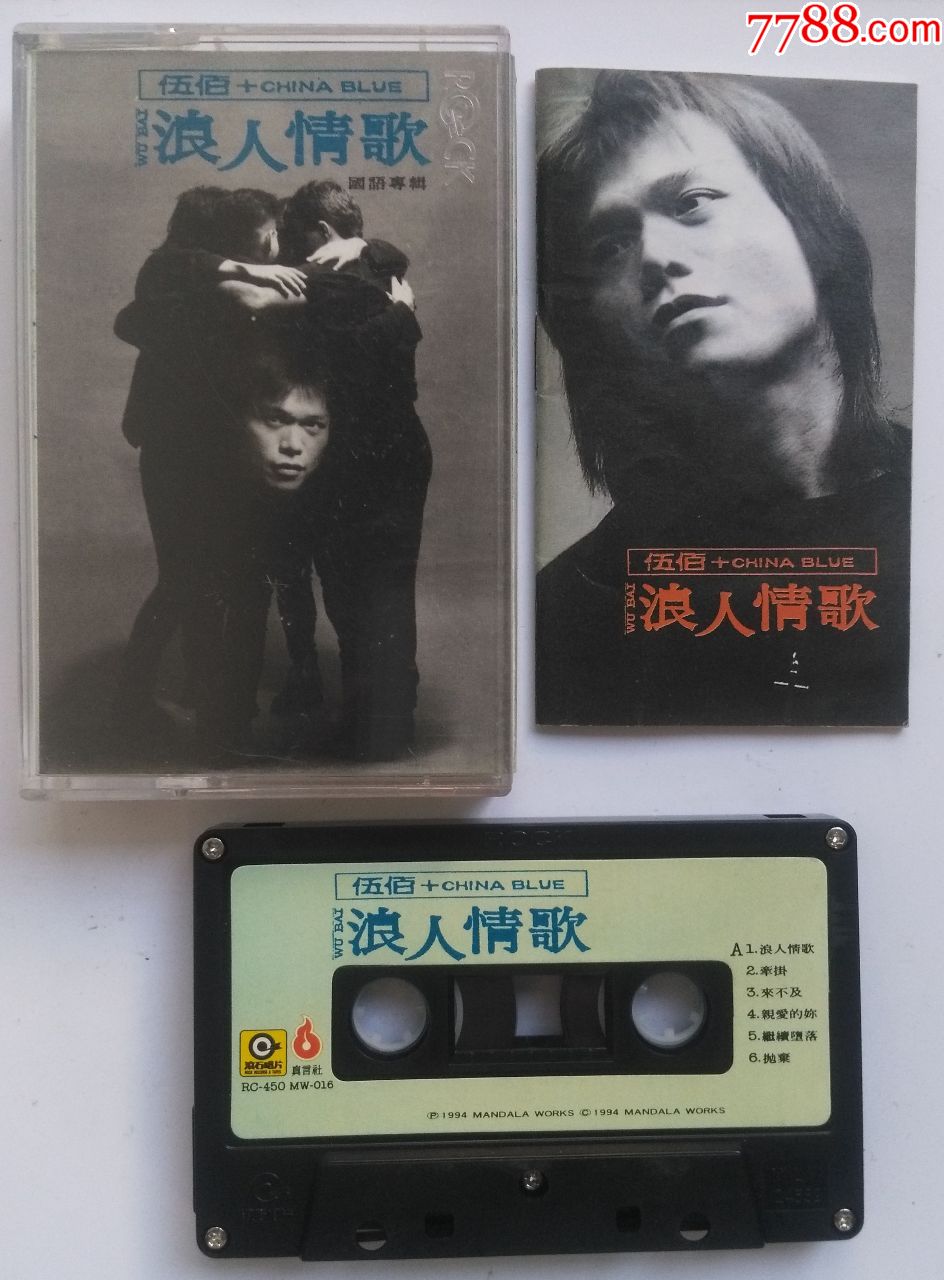 7788.com
伍佰+CHINA BLUE
WU BAI
浪人情歌
國語專輯
ROCK
伍佰+CHINA BLUE
WU BAI
浪人情歌
ROCK
伍佰+CHINA BLUE
WU BAI
浪人情歌
A 1.浪人情歌
2.牽掛
3.來不及
4.親愛的妳
5.繼續墮落
6.拋棄
滾石唱片
真言社
RC-450 MW-016
Ⓟ1994 MANDALA WORKS ©1994 MANDALA WORKS